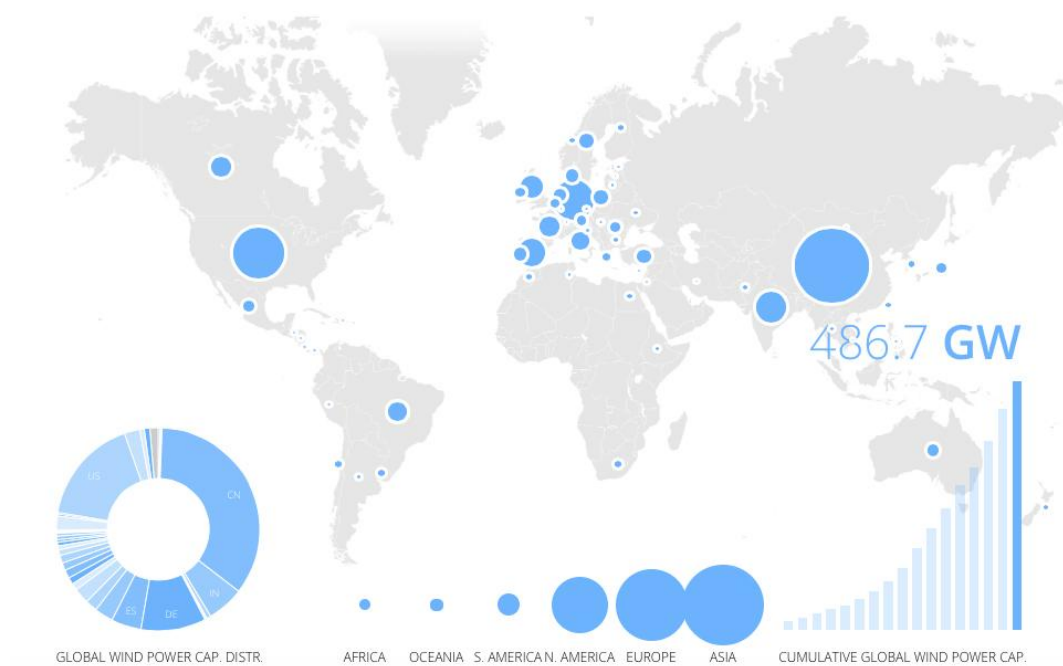 486.7 GW
US
CN
IN
ES
DE
GLOBAL WIND POWER CAP. DISTR.
AFRICA
OCEANIA
S. AMERICA
N. AMERICA
EUROPE
ASIA
CUMULATIVE GLOBAL WIND POWER CAP.